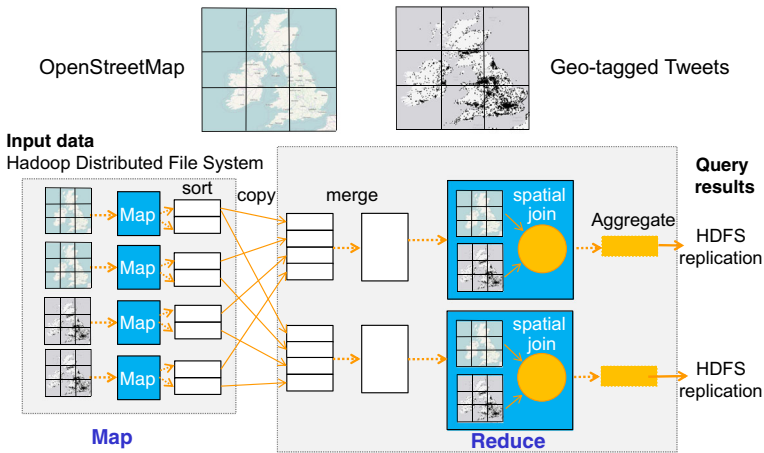 OpenStreetMap
Geo-tagged Tweets
Input data
Hadoop Distributed File System
sort
copy
merge
Map
Map
Map
Map
spatial
join
Aggregate
Query
results
HDFS
replication
spatial
join
HDFS
replication
Map
Reduce